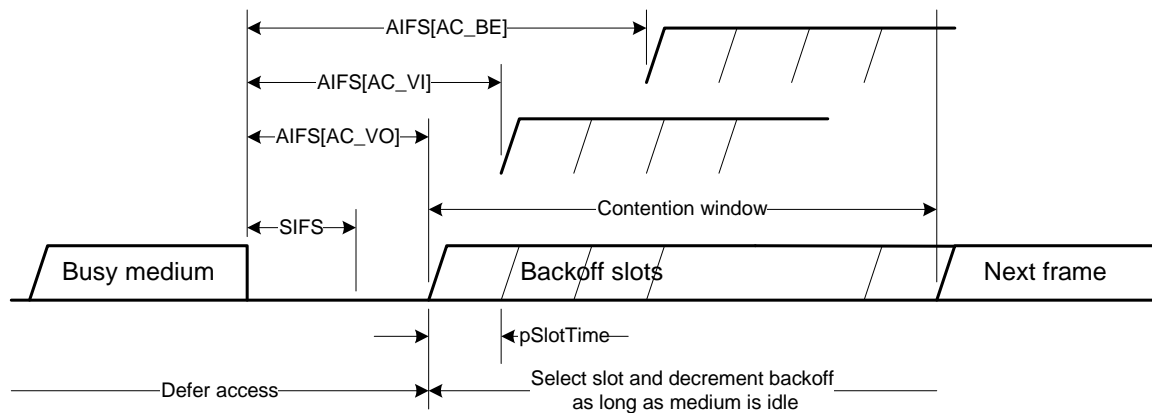 AIFS[AC_BE]
AIFS[AC_VI]
AIFS[AC_VO]
Contention window
SIFS
Busy medium
Backoff slots
Next frame
pSlotTime
Defer access
Select slot and decrement backoff
as long as medium is idle